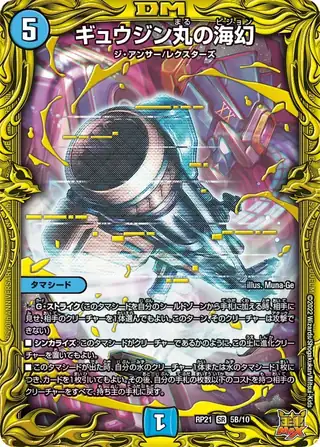 DM
5
ギュウジン丸の海幻
まる
ビジョン
ジ・アンサー/レクスターズ
illus. Muna-Ge
タマシード
G・ストライク(このタマシードを自分のシールドゾーンから手札に加える時、相手に
見せ、相手のクリーチャーを1体選んでもよい。このターン、そのクリーチャーは攻撃
できない)
■シンカライズ(このタマシードがクリーチャーであるかのように、この上に進化クリー
チャーを置いてもよい)
■このタマシードが出た時、自分の水のクリーチャー1体または水のタマシード1枚に
つき、カードを1枚引いてもよい。その後、自分の手札の枚数以下のコストを持つ相手の
クリーチャーをすべて、持ち主の手札に戻す。
1
RP21 SR 5B/10